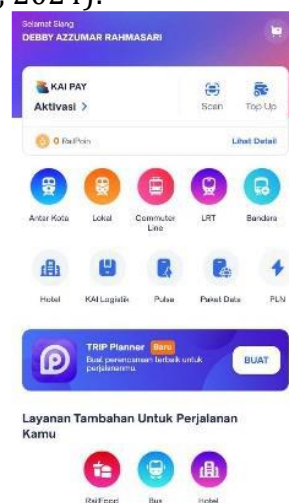 , 2024).
Selamat Siang
DEBBY AZZUMAR RAHMASARI
KAI PAY
Aktivasi >
Scan
Top Up
0 RailPoin
Lihat Detail
Antar Kota
Lokal
Commuter Line
LRT
Bandara
Hotel
KAI Logistik
Pulsa
Paket Data
PLN
TRIP Planner Baru
Buat perencanaan terbaik untuk
perjalananmu.
BUAT
Layanan Tambahan Untuk Perjalanan
Kamu
RailFood
Bus
Hotel